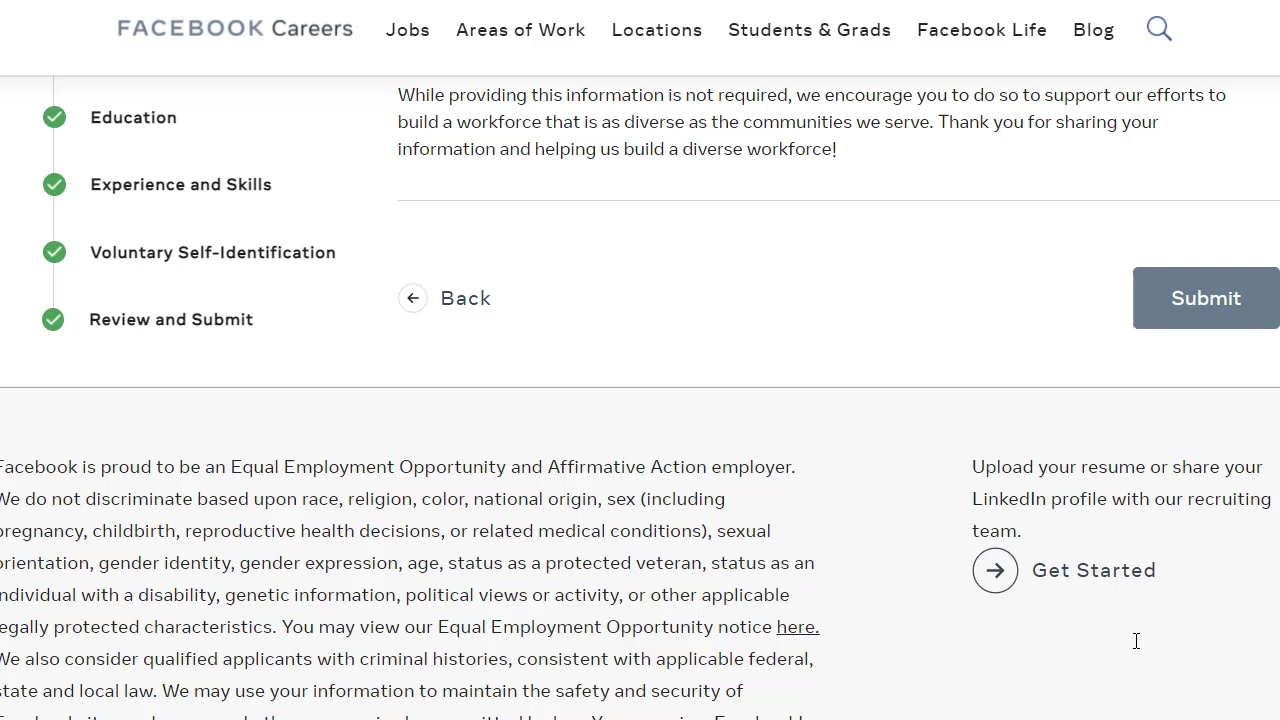 FACEBOOK Careers Jobs Areas of Work Locations Students & Grads Facebook Life Blog
Education
Experience and Skills
Voluntary Self-Identification
Review and Submit
While providing this information is not required, we encourage you to do so to support our efforts to
build a workforce that is as diverse as the communities we serve. Thank you for sharing your
information and helping us build a diverse workforce!
Back
Submit
Facebook is proud to be an Equal Employment Opportunity and Affirmative Action employer.
We do not discriminate based upon race, religion, color, national origin, sex (including
pregnancy, childbirth, reproductive health decisions, or related medical conditions), sexual
orientation, gender identity, gender expression, age, status as a protected veteran, status as an
individual with a disability, genetic information, political views or activity, or other applicable
legally protected characteristics. You may view our Equal Employment Opportunity notice here.
We also consider qualified applicants with criminal histories, consistent with applicable federal,
state and local law. We may use your information to maintain the safety and security of
Upload your resume or share your
LinkedIn profile with our recruiting
team.
Get Started